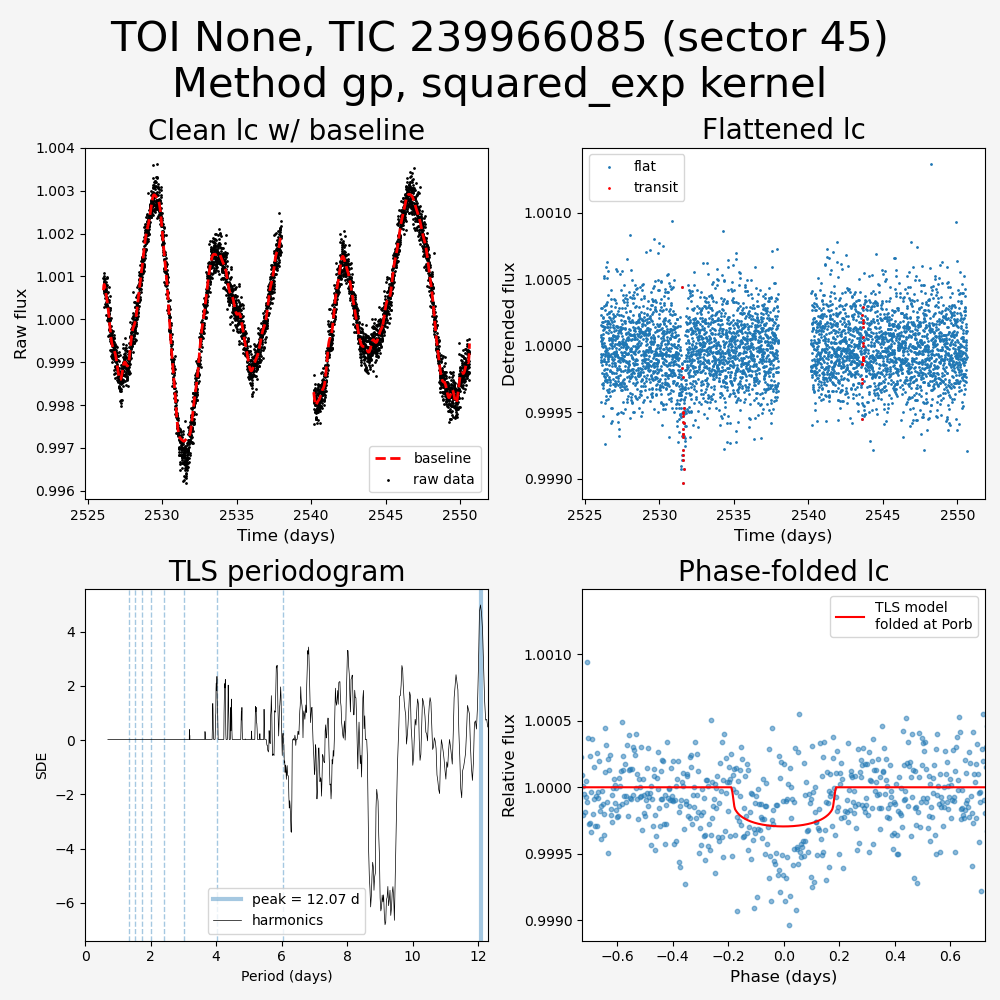 TOI None, TIC 239966085 (sector 45)
Method gp, squared_exp kernel
Clean lc w/ baseline
1.004
1.003
1.002
1.001
1.000
0.999
0.998
0.997
0.996
Raw flux
baseline
raw data
2525
2530
2535
2540
2545
2550
Time (days)
Flattened lc
flat
transit
1.0010
1.0005
1.0000
0.9995
0.9990
Detrended flux
2525
2530
2535
2540
2545
2550
Time (days)
TLS periodogram
4
2
0
−2
−4
−6
SDE
peak = 12.07 d
harmonics
0
2
4
6
8
10
12
Period (days)
Phase-folded lc
TLS model
folded at Porb
1.0010
1.0005
1.0000
0.9995
0.9990
Relative flux
−0.6
−0.4
−0.2
0.0
0.2
0.4
0.6
Phase (days)